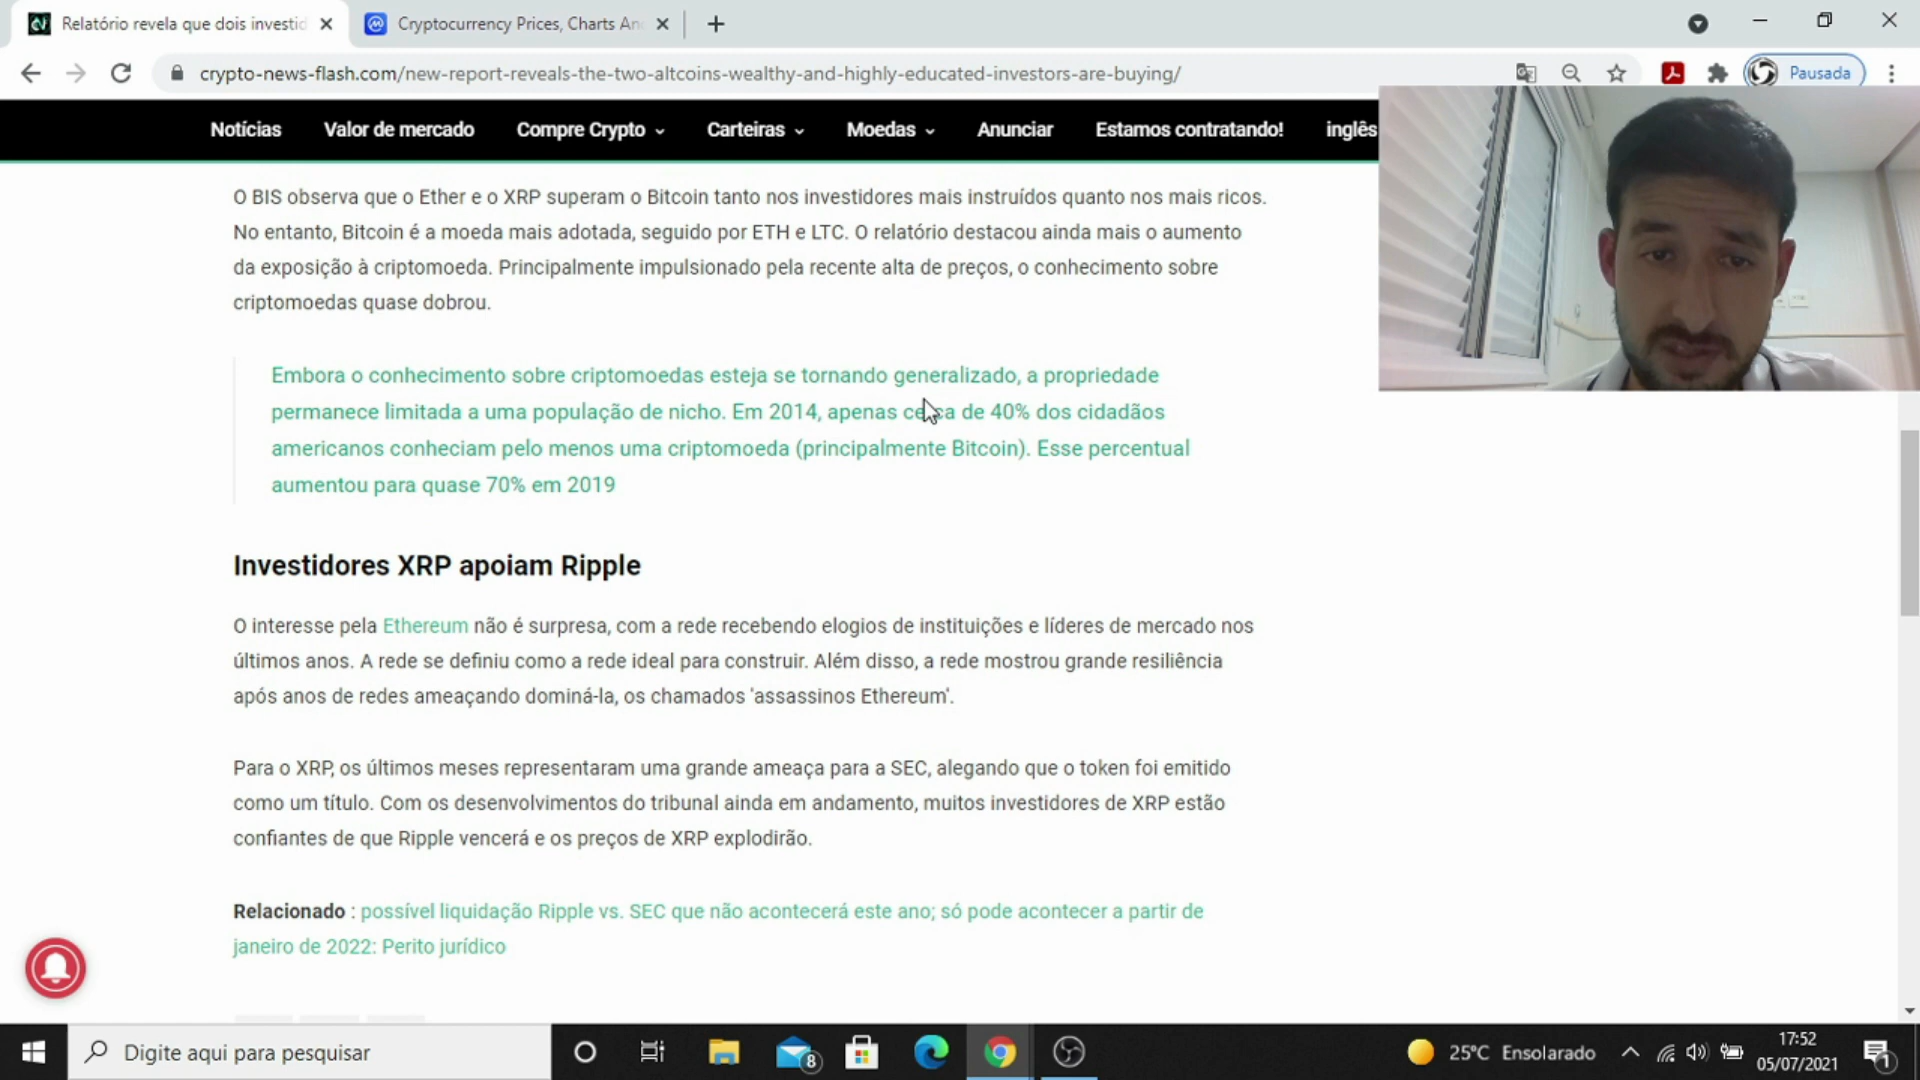 Relatório revela que dois investid
Cryptocurrency Prices, Charts An
crypto-news-flash.com/new-report-reveals-the-two-altcoins-wealthy-and-highly-educated-investors-are-buying/
Pausada
Notícias Valor de mercado Compre Crypto Carteiras Moedas Anunciar Estamos contratando! inglês
O BIS observa que o Ether e o XRP superam o Bitcoin tanto nos investidores mais instruídos quanto nos mais ricos.
No entanto, Bitcoin é a moeda mais adotada, seguido por ETH e LTC. O relatório destacou ainda mais o aumento
da exposição à criptomoeda. Principalmente impulsionado pela recente alta de preços, o conhecimento sobre
criptomoedas quase dobrou.
Embora o conhecimento sobre criptomoedas esteja se tornando generalizado, a propriedade
permanece limitada a uma população de nicho. Em 2014, apenas cerca de 40% dos cidadãos
americanos conheciam pelo menos uma criptomoeda (principalmente Bitcoin). Esse percentual
aumentou para quase 70% em 2019
Investidores XRP apoiam Ripple
O interesse pela Ethereum não é surpresa, com a rede recebendo elogios de instituições e líderes de mercado nos
últimos anos. A rede se definiu como a rede ideal para construir. Além disso, a rede mostrou grande resiliência
após anos de redes ameaçando dominá-la, os chamados 'assassinos Ethereum'.
Para o XRP, os últimos meses representaram uma grande ameaça para a SEC, alegando que o token foi emitido
como um título. Com os desenvolvimentos do tribunal ainda em andamento, muitos investidores de XRP estão
confiantes de que Ripple vencerá e os preços de XRP explodirão.
Relacionado : possível liquidação Ripple vs. SEC que não acontecerá este ano; só pode acontecer a partir de
janeiro de 2022: Perito jurídico
Digite aqui para pesquisar
8
25°C Ensolarado
17:52
05/07/2021
1